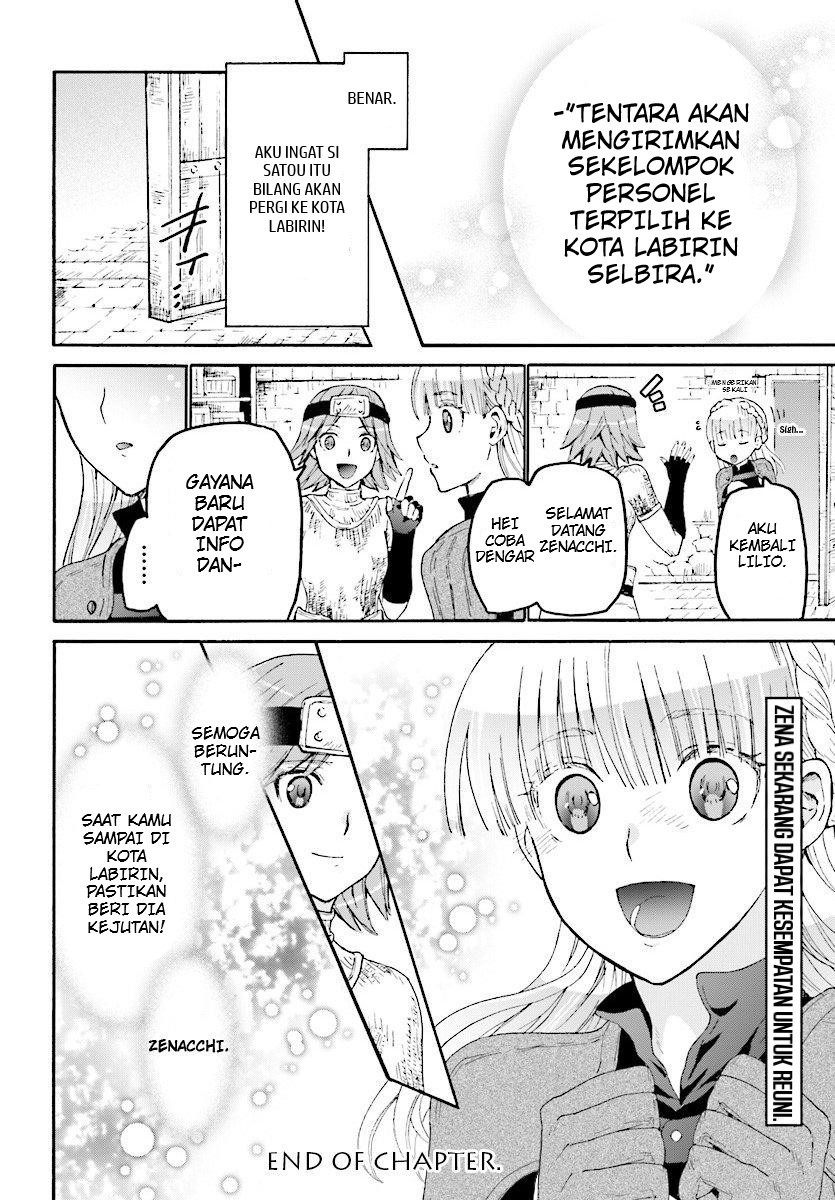 -"TENTARA AKAN
MENGIRIMKAN
SEKELOMPOK
PERSONEL
TERPILIH KE
KOTA LABIRIN
SELBIRA."
BENAR.
AKU INGAT SI
SATOU ITU
BILANG AKAN
PERGI KE KOTA
LABIRIN!
MENGERIKAN
SEKALI
Sigh...
AKU
KEMBALI
LILIO.
SELAMAT
DATANG
ZENACCHI.
HEI COBA
DENGAR
GAYANA
BARU
DAPAT
INFO
DAN-
......
ZENA SEKARANG DAPAT KESEMPATAN UNTUK REUNI.
SEMOGA
BERUN-
TUNG.
SAAT KAMU
SAMPAI DI
KOTA
LABIRIN,
PASTIKAN
BERI DIA
KEJUTAN!
ZENACCHI.
END OF CHAPTER.